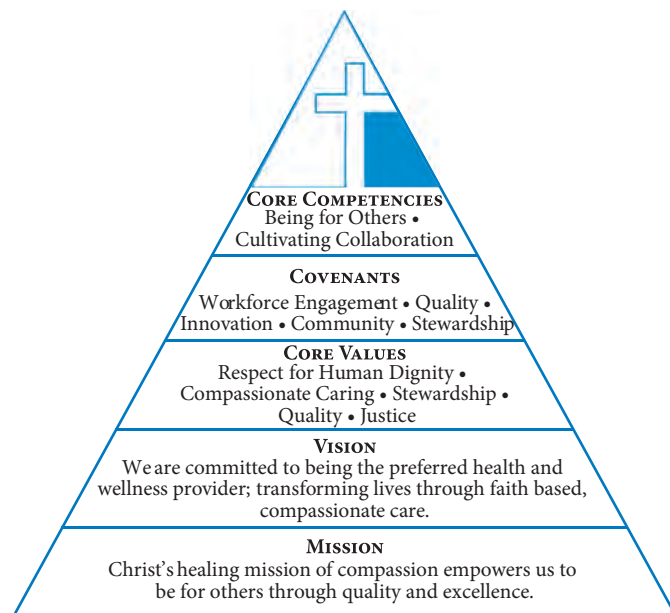 CORE COMPETENCIES
Being for Others •
Cultivating Collaboration
COVENANTS
Workforce Engagement • Quality •
Innovation • Community • Stewardship
CORE VALUES
Respect for Human Dignity •
Compassionate Caring • Stewardship •
Quality • Justice
VISION
We are committed to being the preferred health and
wellness provider; transforming lives through faith based,
compassionate care.
MISSION
Christ's healing mission of compassion empowers us to
be for others through quality and excellence.